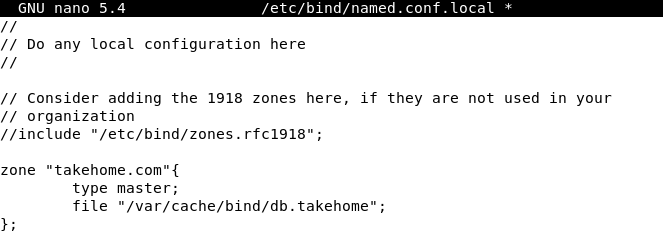 GNU nano 5.4 /etc/bind/named.conf.local *
//
// Do any local configuration here
//
// Consider adding the 1918 zones here, if they are not used in your
// organization
//include "/etc/bind/zones.rfc1918";
zone "takehome.com"{
type master;
file "/var/cache/bind/db.takehome";
};